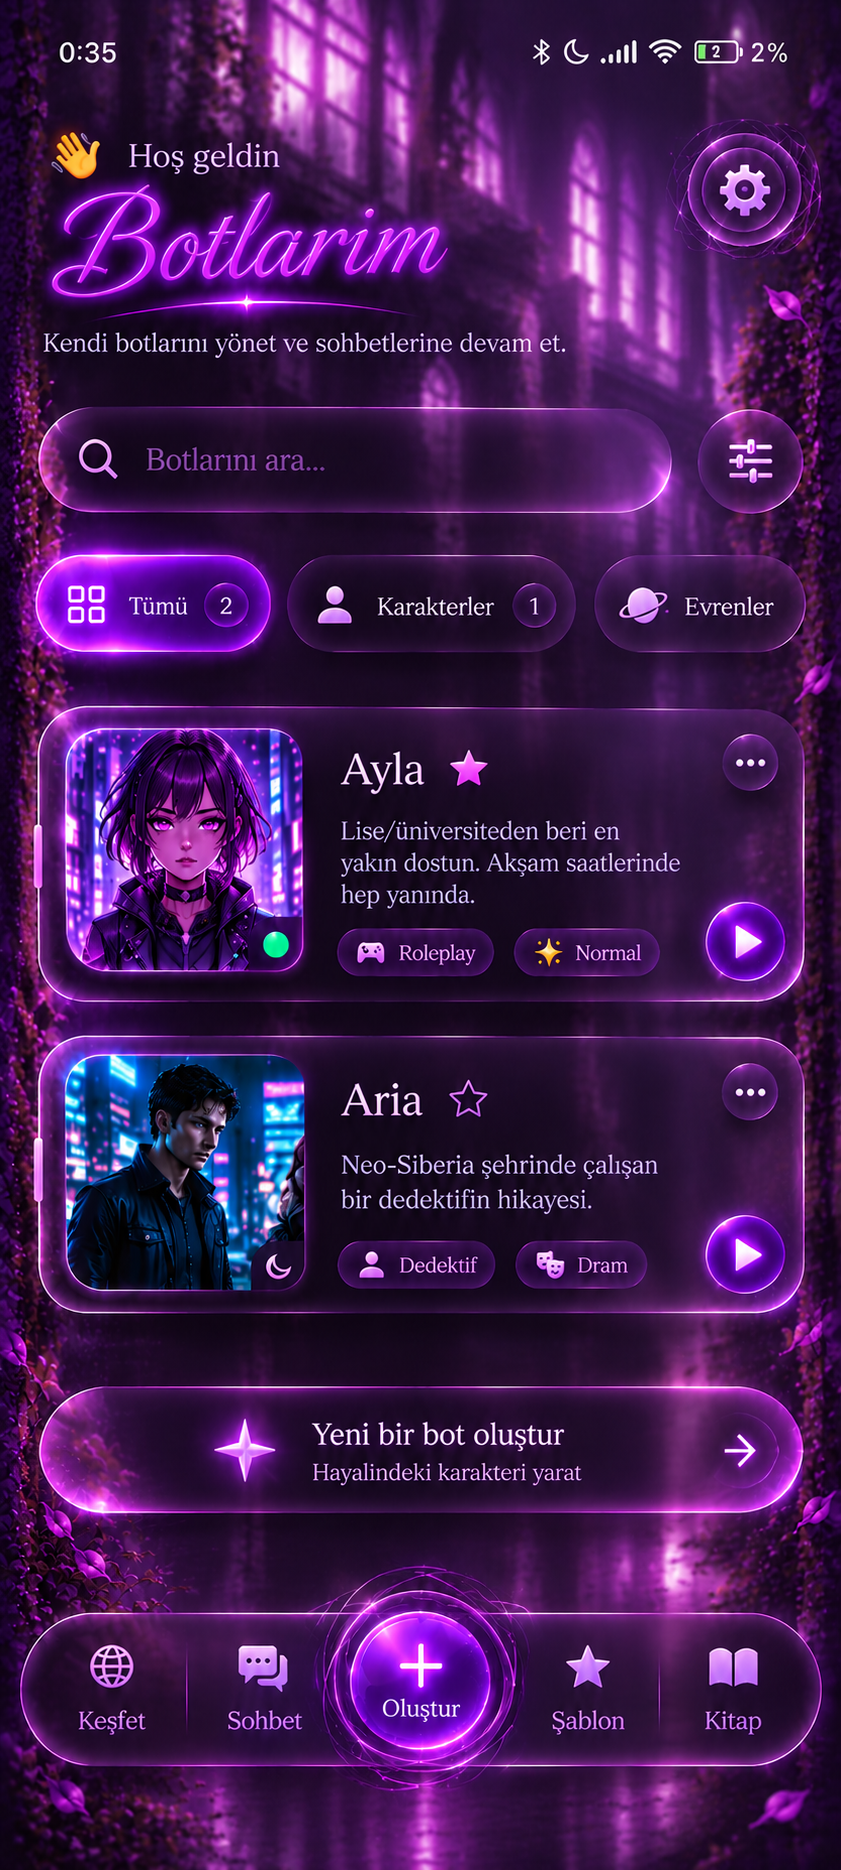 0:35
2
2%
Hoş geldin
Botlarim
Kendi botlarını yönet ve sohbetlerine devam et.
Botlarını ara...
Tümü 2
Karakterler 1
Evrenler
Ayla
Lise/üniversiteden beri en
yakın dostun. Akşam saatlerinde
hep yanında.
Roleplay
Normal
Aria
Neo-Siberia şehrinde çalışan
bir dedektifin hikayesi.
Dedektif
Dram
Yeni bir bot oluştur
Hayalindeki karakteri yarat
Keşfet
Sohbet
Oluştur
Şablon
Kitap